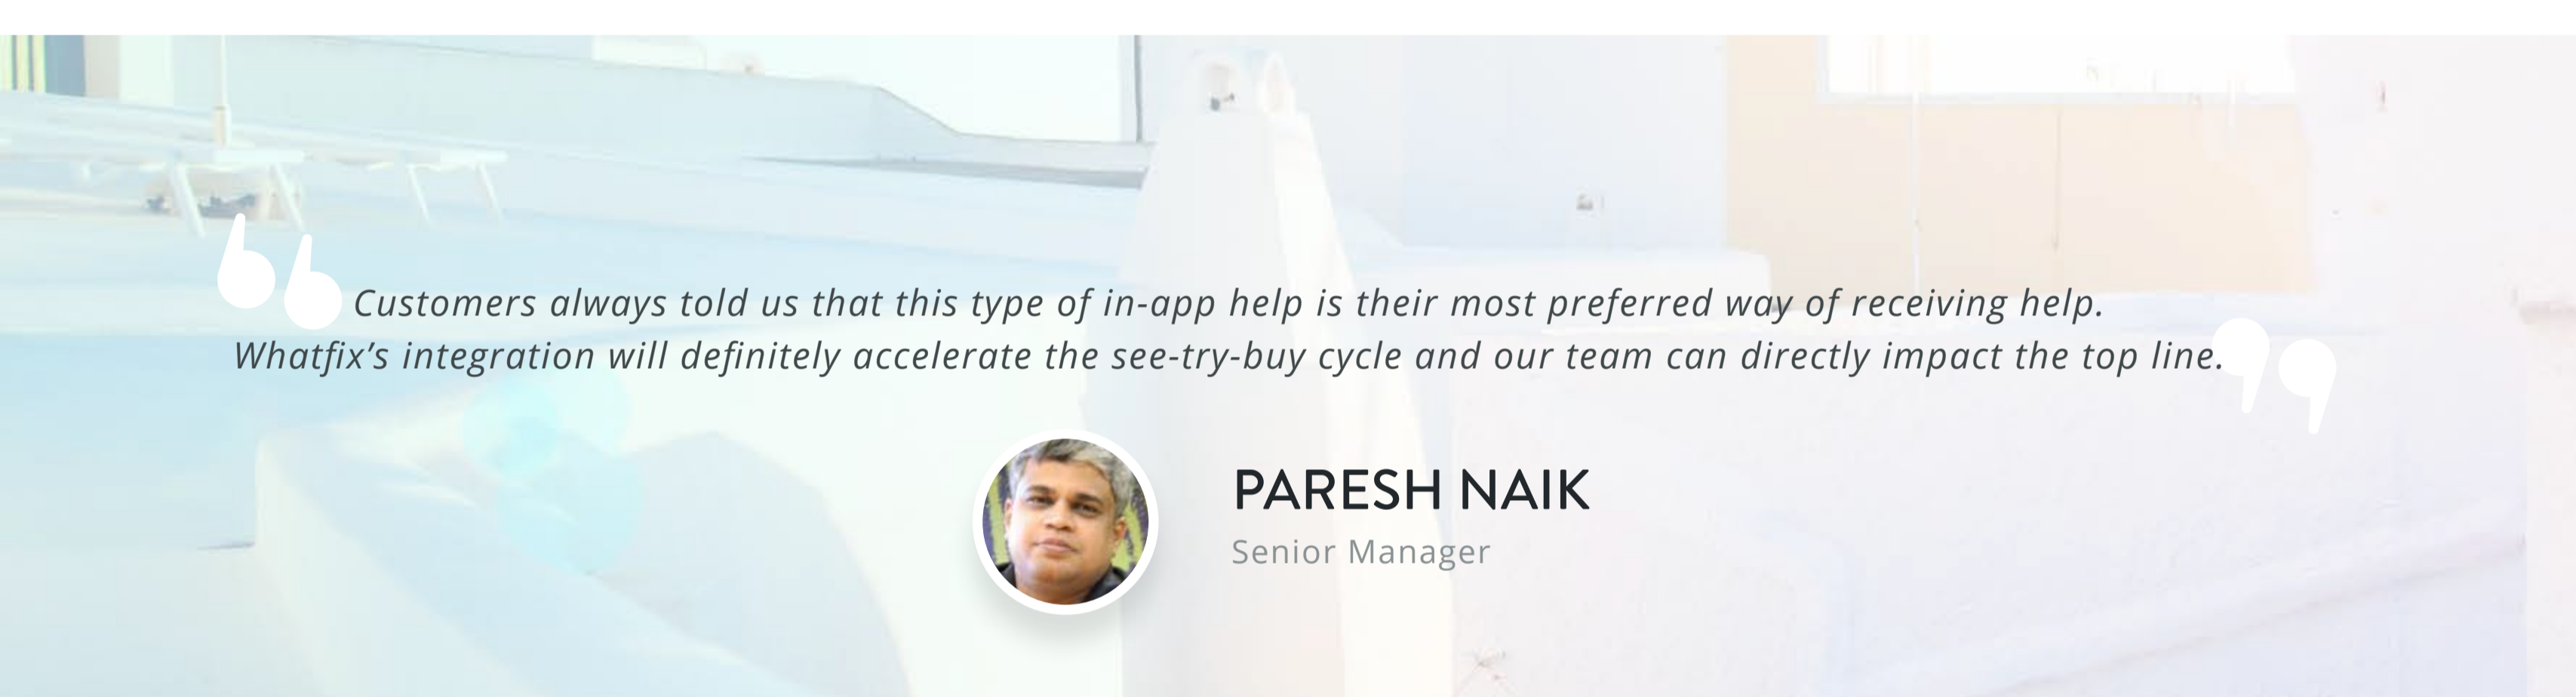 Customers always told us that this type of in-app help is their most preferred way of receiving help.
Whatfix’s integration will definitely accelerate the see-try-buy cycle and our team can directly impact the top line.
PARESH NAIK
Senior Manager